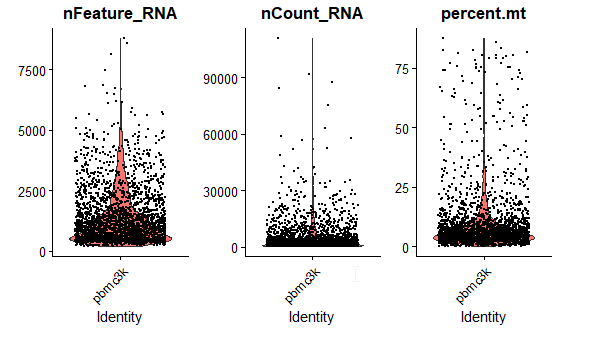 nFeature_RNA
7500
5000
2500
0
pbmc3k
Identity
nCount_RNA
90000
60000
30000
0
pbmc3k
Identity
percent.mt
75
50
25
0
pbmc3k
Identity